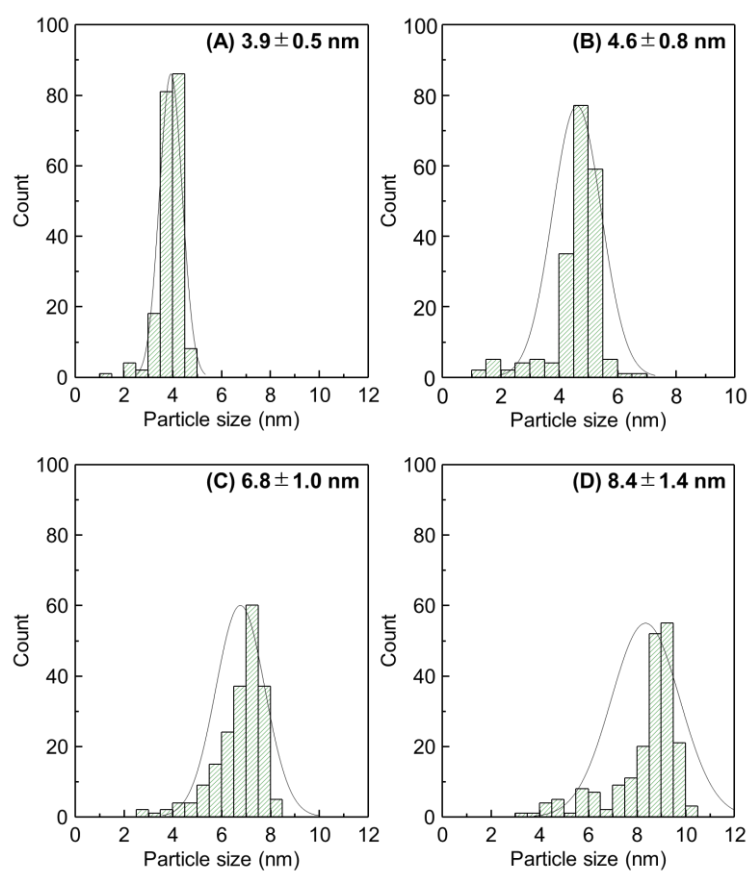 (A) 3.9 ± 0.5 nm
100
80
60
40
20
0
Count
0 2 4 6 8 10 12
Particle size (nm)
(B) 4.6 ± 0.8 nm
100
80
60
40
20
0
Count
0 2 4 6 8 10
Particle size (nm)
(C) 6.8 ± 1.0 nm
100
80
60
40
20
0
Count
0 2 4 6 8 10 12
Particle size (nm)
(D) 8.4 ± 1.4 nm
100
80
60
40
20
0
Count
0 2 4 6 8 10 12
Particle size (nm)